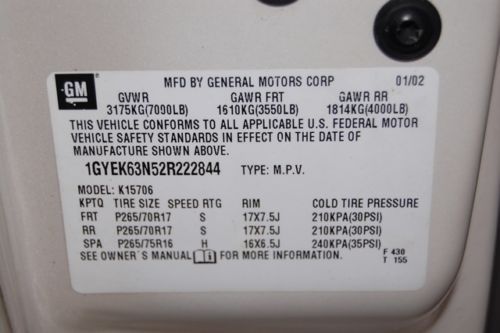 GM
MFD BY GENERAL MOTORS CORP 01/02
GVWR GAWR FRT GAWR RR
3175KG(7000LB) 1610KG(3550LB) 1814KG(4000LB)
THIS VEHICLE CONFORMS TO ALL APPLICABLE U.S. FEDERAL MOTOR
VEHICLE SAFETY STANDARDS IN EFFECT ON THE DATE OF
MANUFACTURE SHOWN ABOVE.
1GYEK63N52R222844 TYPE: M.P.V.
MODEL: K15706
KPTQ TIRE SIZE SPEED RTG RIM COLD TIRE PRESSURE
FRT P265/70R17 S 17X7.5J 210KPA(30PSI)
RR P265/70R17 S 17X7.5J 210KPA(30PSI)
SPA P265/75R16 H 16X6.5J 240KPA(35PSI)
SEE OWNER'S MANUAL FOR MORE INFORMATION.
F 430
T 155